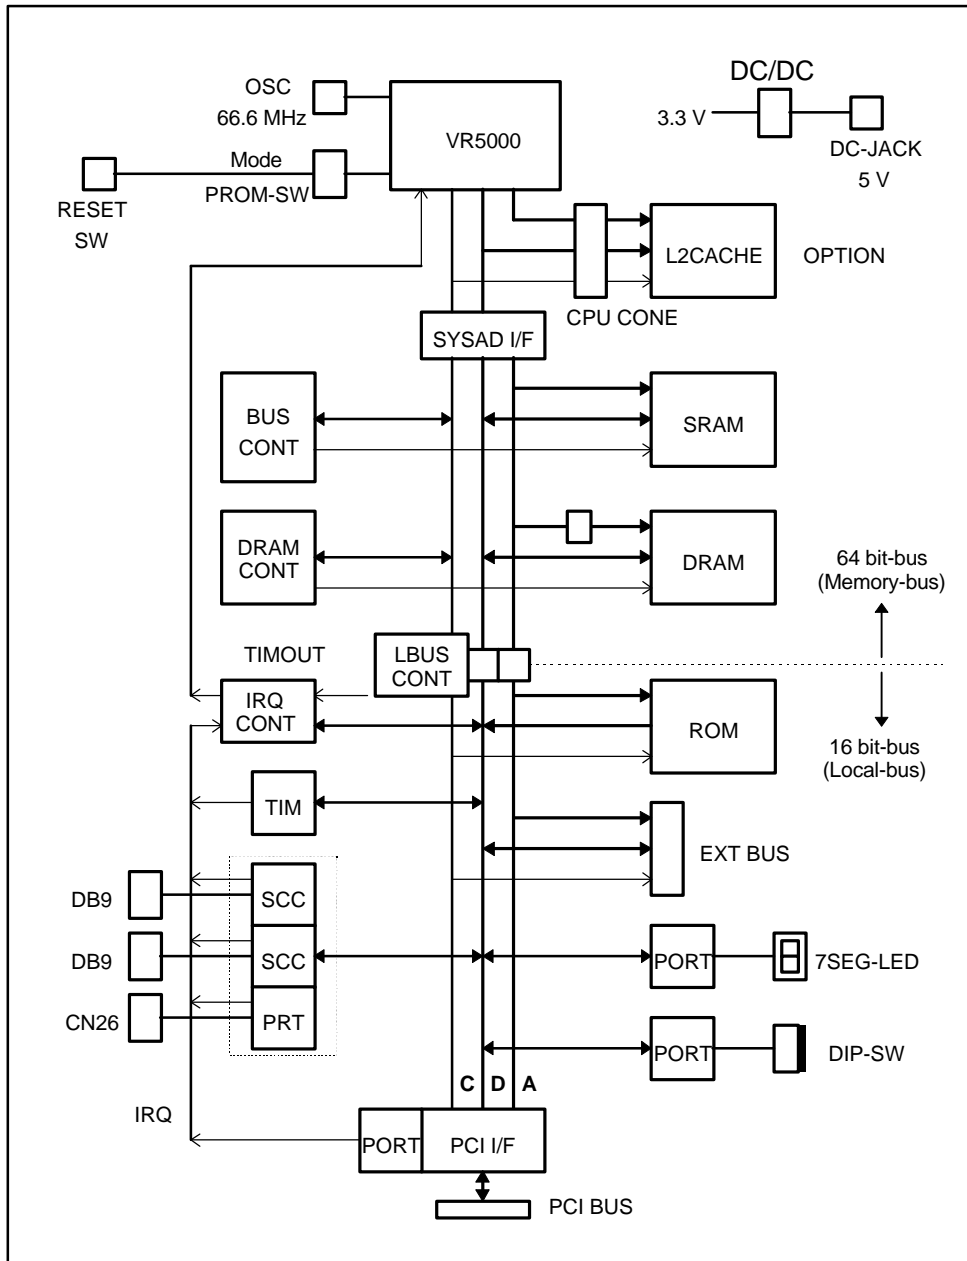 OSC
66.6 MHz
VR5000
DC/DC
3.3 V
DC-JACK
5 V
Mode
PROM-SW
RESET
SW
L2CACHE
OPTION
CPU CONE
SYSAD I/F
BUS
CONT
SRAM
DRAM
CONT
DRAM
64 bit-bus
(Memory-bus)
TIMOUT
LBUS
CONT
IRQ
CONT
ROM
16 bit-bus
(Local-bus)
TIM
EXT BUS
DB9
SCC
DB9
SCC
PORT
7SEG-LED
CN26
PRT
PORT
DIP-SW
C D A
IRQ
PORT
PCI I/F
PCI BUS